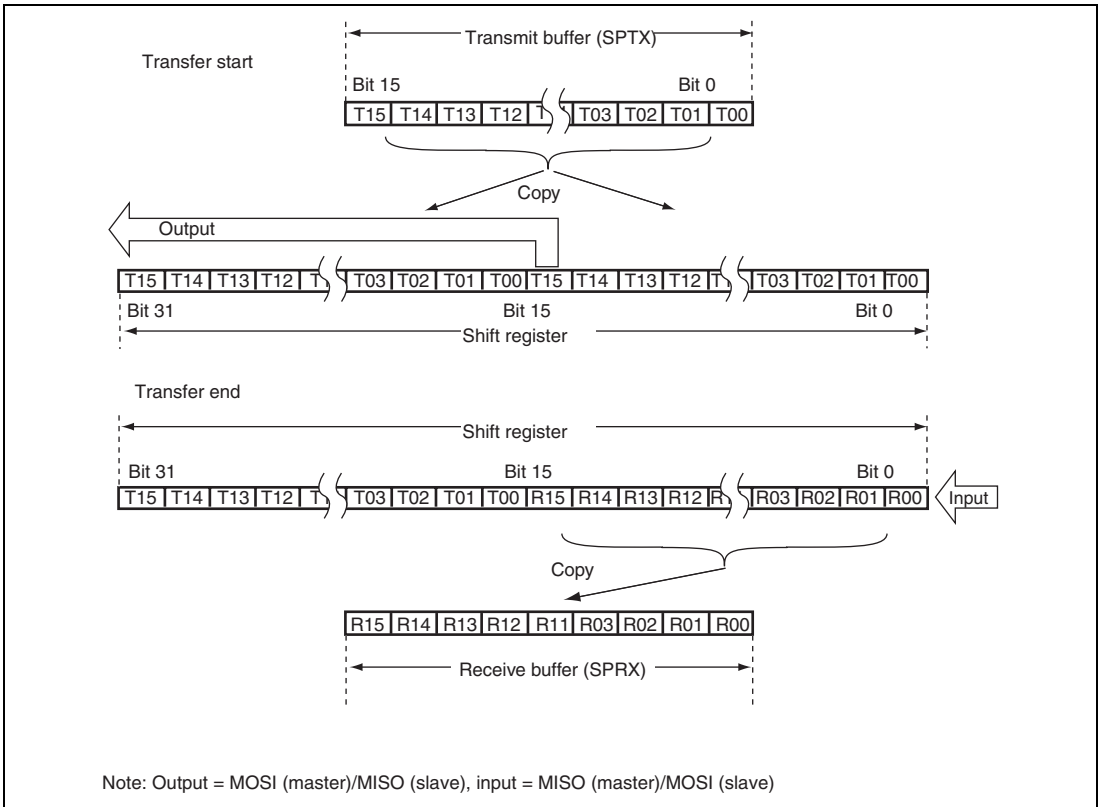 Transmit buffer (SPTX)
Transfer start
Bit 15 Bit 0
T15 T14 T13 T12 T03 T02 T01 T00
Copy
Output
T15 T14 T13 T12 T03 T02 T01 T00 T15 T14 T13 T12 T03 T02 T01 T00
Bit 31 Bit 15 Bit 0
Shift register
Transfer end
Shift register
Bit 31 Bit 15 Bit 0
T15 T14 T13 T12 T03 T02 T01 T00 R15 R14 R13 R12 R03 R02 R01 R00
Input
Copy
R15 R14 R13 R12 R11 R03 R02 R01 R00
Receive buffer (SPRX)
Note: Output = MOSI (master)/MISO (slave), input = MISO (master)/MOSI (slave)